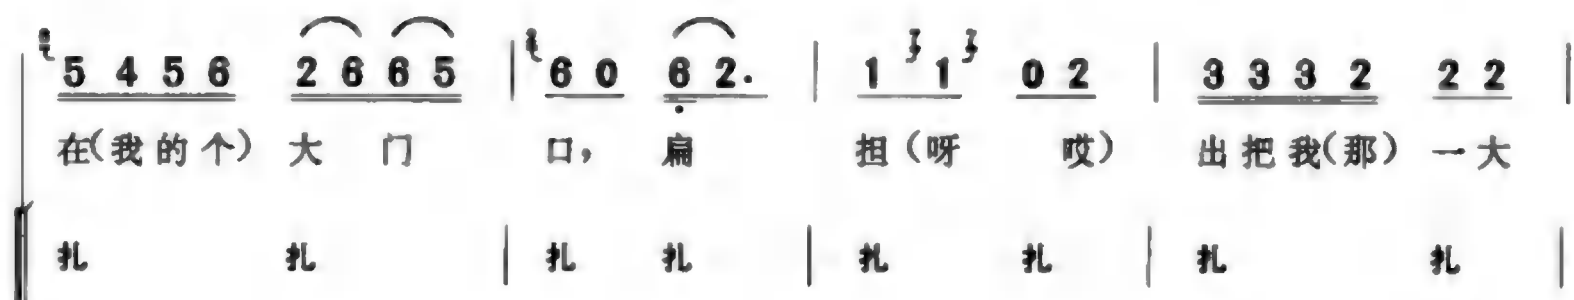 5 4 5 6 2 6 6 5 | 6 0 6 2. | 1 1 0 2 | 3 3 3 2 2 2 |
在(我的个) 大 门 口, 扁 担(呀 哎) 出把我(那) 一大
扎 扎 | 扎 扎 | 扎 扎 | 扎 扎 |